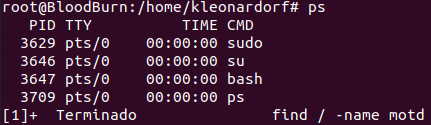 root@BloodBurn:/home/kleonardorf# ps
PID TTY TIME CMD
3629 pts/0 00:00:00 sudo
3646 pts/0 00:00:00 su
3647 pts/0 00:00:00 bash
3709 pts/0 00:00:00 ps
[1]+ Terminado find / -name motd